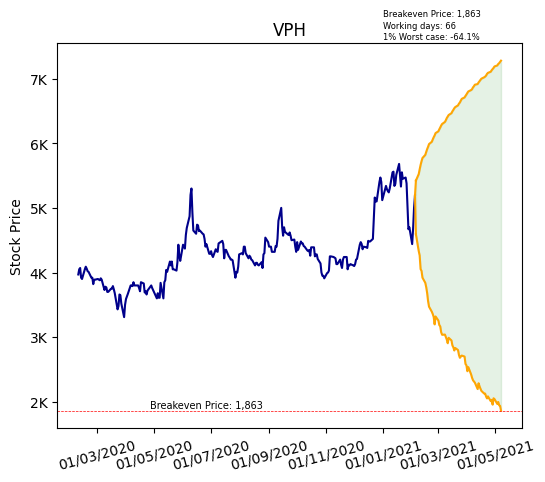 Breakeven Price: 1,863
Working days: 66
1% Worst case: -64.1%
VPH
Stock Price
7K
6K
5K
4K
3K
2K
Breakeven Price: 1,863
01/03/2020 01/05/2020 01/07/2020 01/09/2020 01/11/2020 01/01/2021 01/03/2021 01/05/2021